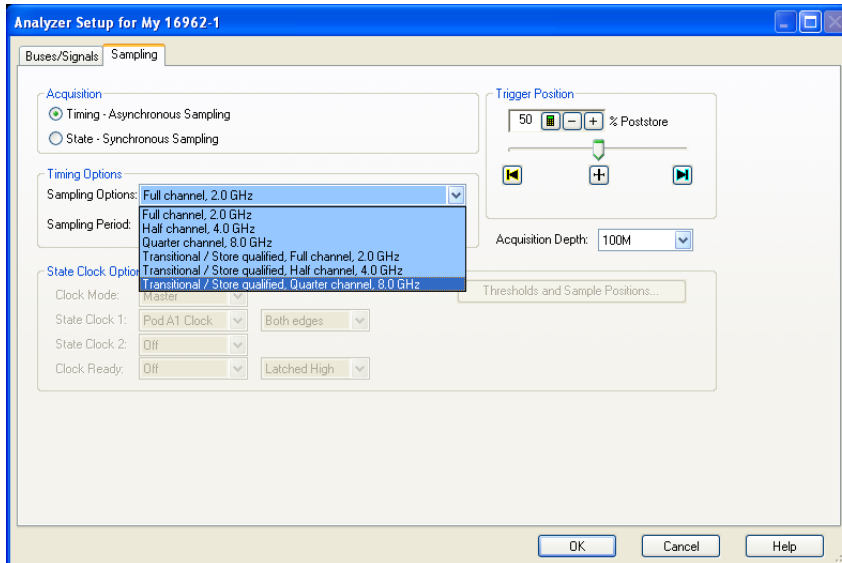 Analyzer Setup for My 16962-1
Buses/Signals Sampling
Acquisition
Timing - Asynchronous Sampling
State - Synchronous Sampling
Trigger Position
50 % Poststore
Timing Options
Sampling Options: Full channel, 2.0 GHz
Full channel, 2.0 GHz
Half channel, 4.0 GHz
Quarter channel, 8.0 GHz
Transitional / Store qualified, Full channel, 2.0 GHz
Transitional / Store qualified, Half channel, 4.0 GHz
Transitional / Store qualified, Quarter channel, 8.0 GHz
Sampling Period:
Acquisition Depth: 100M
State Clock Optio
Clock Mode: Master
Thresholds and Sample Positions...
State Clock 1: Pod A1 Clock Both edges
State Clock 2: Off
Clock Ready: Off Latched High
OK Cancel Help